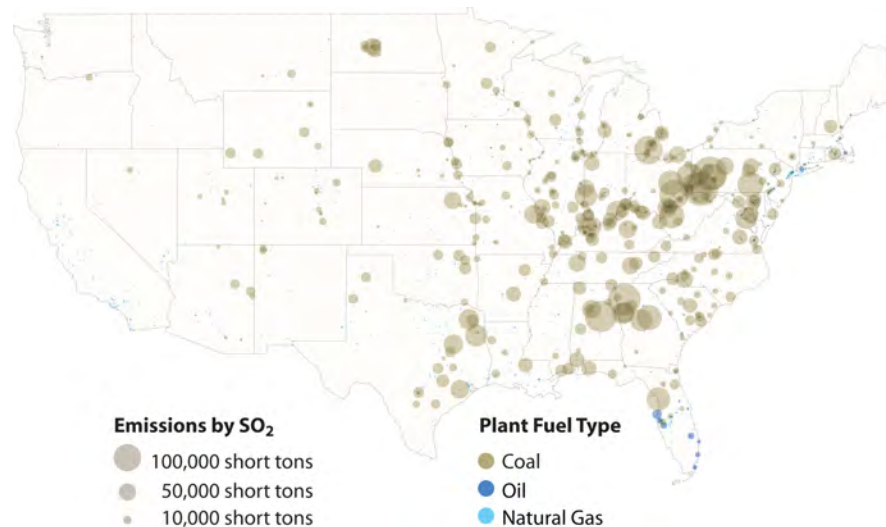 Emissions by SO₂
100,000 short tons
50,000 short tons
10,000 short tons
Plant Fuel Type
Coal
Oil
Natural Gas